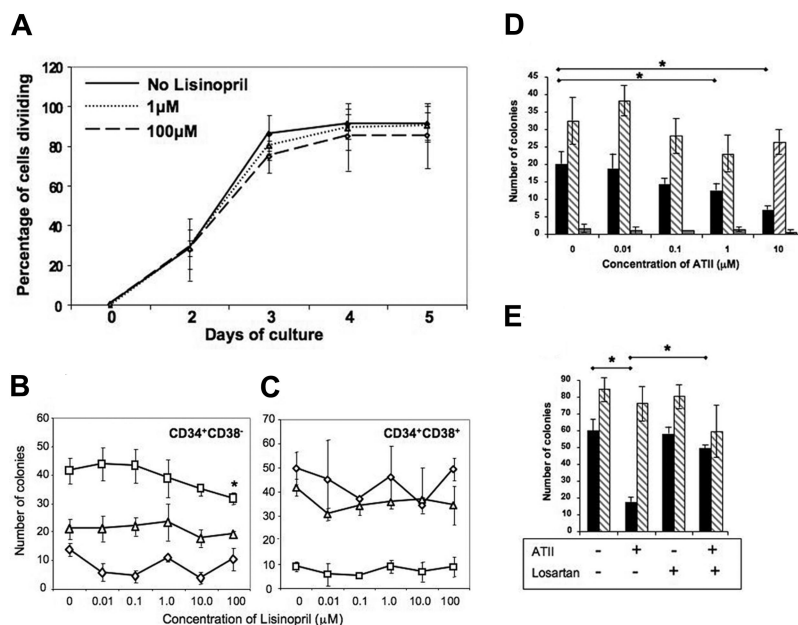 A
No Lisinopril
1µM
100µM
Percentage of cells diviiding
120
100
80
60
40
20
0
0 2 3 4 5
Days of culture
B
CD34+CD38-
Number of colonies
60
50
40
30
20
10
0
*
0 0.01 0.1 1.0 10.0 100
C
CD34+CD38+
70
60
50
40
30
20
10
0
0 0.01 0.1 1.0 10.0 100
Concentration of Lisinopril (µM)
D
*
*
Number of colonies
45
40
35
30
25
20
15
10
5
0
0 0.01 0.1 1 10
Concentration of ATII (µM)
E
*
*
Number of colonies
90
80
70
60
50
40
30
20
10
0
ATII - + - +
Losartan - - + +